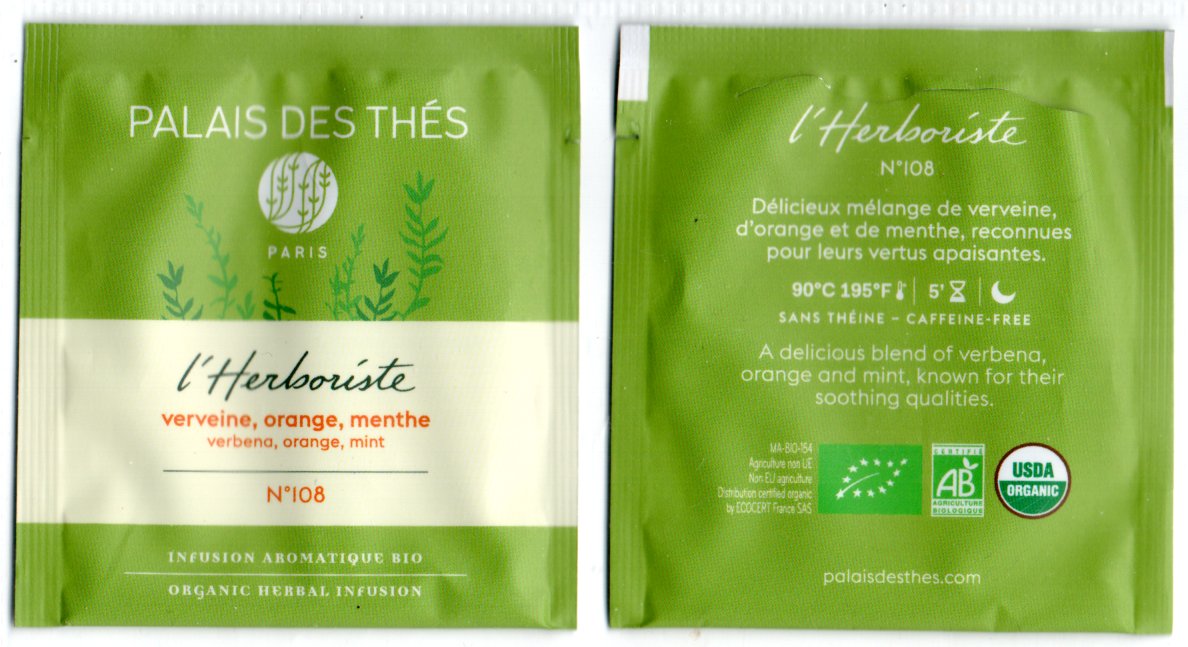 PALAIS DES THÉS
PARIS
l'Herboriste
verveine, orange, menthe
verbena, orange, mint
N°108
INFUSION AROMATIQUE BIO
ORGANIC HERBAL INFUSION
l'Herboriste
N°108
Délicieux mélange de verveine,
d'orange et de menthe, reconnues
pour leurs vertus apaisantes.
90°C 195°F | 5' |
SANS THÉINE – CAFFEINE-FREE
A delicious blend of verbena,
orange and mint, known for their
soothing qualities.
MA-BIO-154
Agriculture non UE
Non EU agriculture
Distribution certified organic
by ECOCERT France SAS
CERTIFIÉ
AB
AGRICULTURE
BIOLOGIQUE
USDA
ORGANIC
palaisdesthes.com